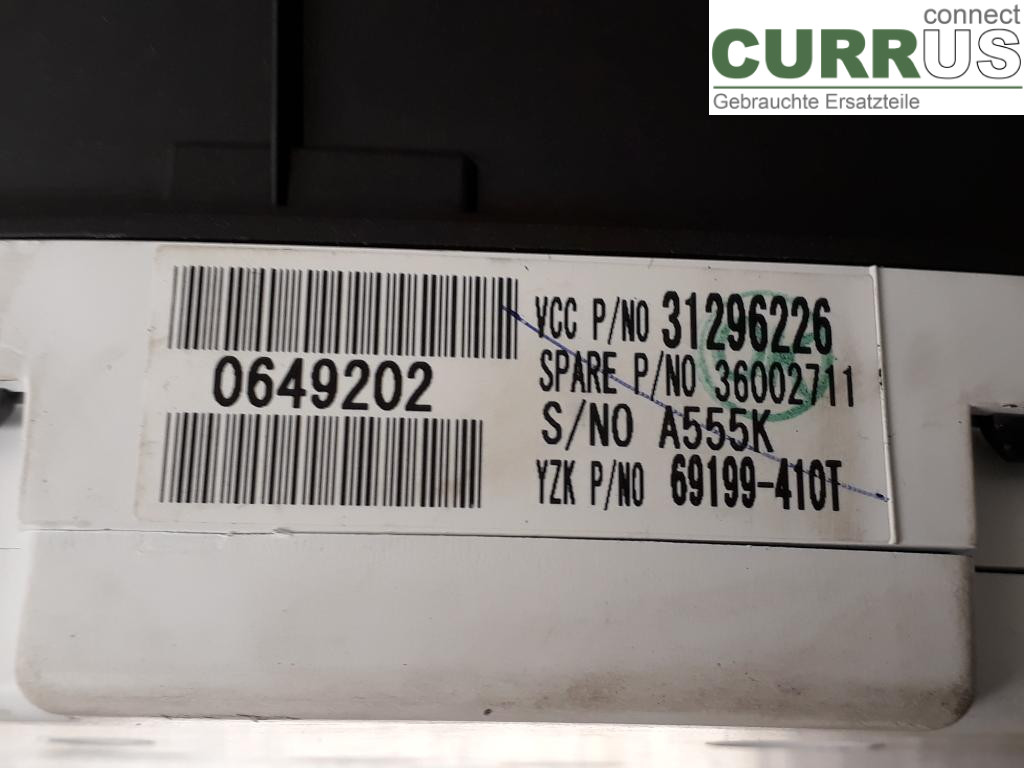 connect
CURRUS
Gebrauchte Ersatzteile
VCC P/NO 31296226
0649202
SPARE P/NO 36002711
S/NO A555K
YZK P/NO 69199-410T